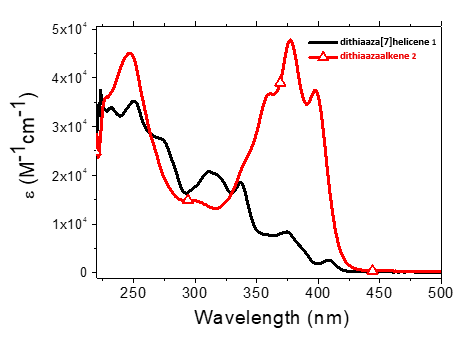 5x10⁴
4x10⁴
3x10⁴
2x10⁴
1x10⁴
0
ε (M⁻¹cm⁻¹)
dithiaaza[7]helicene 1
dithiaazaalkene 2
250 300 350 400 450 500
Wavelength (nm)